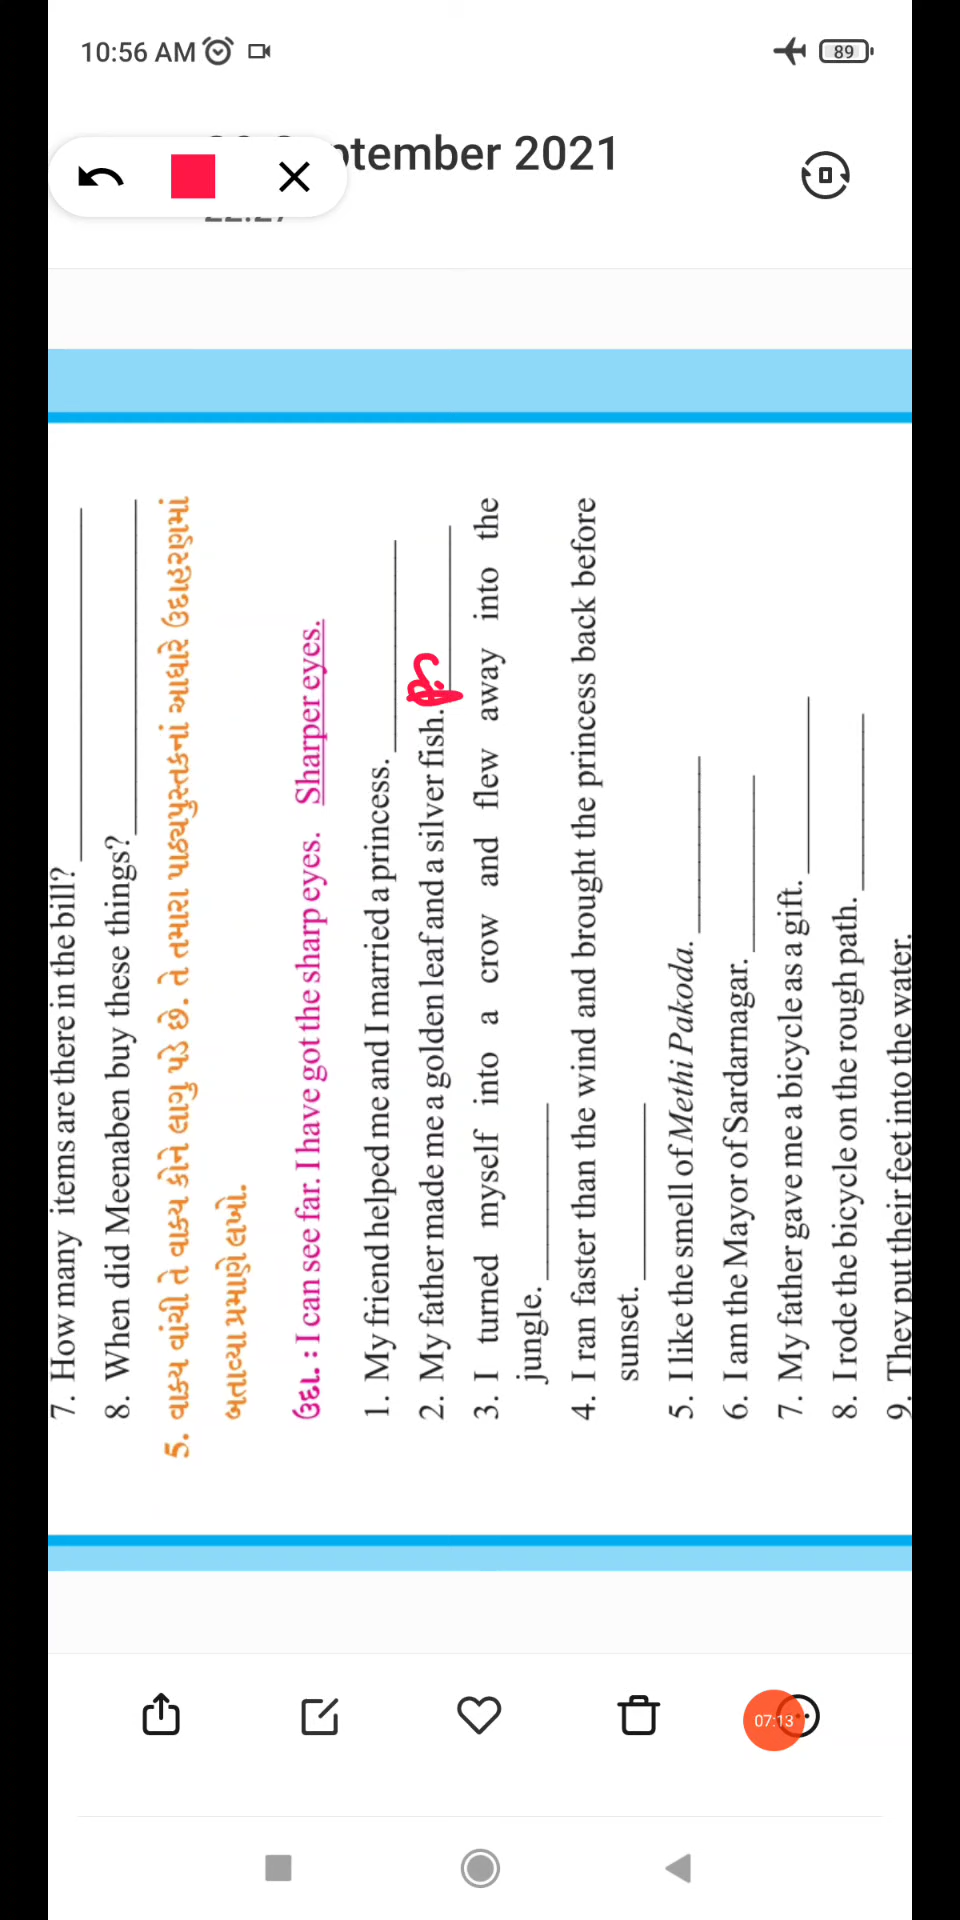 10:56 AM
89
ptember 2021
7. How many items are there in the bill?
8. When did Meenaben buy these things?
5. વાક્ય વાંચી તે વાક્ય કોને લાગુ પડે છે. તે તમારા પાઠ્યપુસ્તકનાં આધારે ઉદાહરણમાં
બતાવ્યા પ્રમાણે લખો.
ઉદા. : I can see far. I have got the sharp eyes. Sharper eyes.
1. My friend helped me and I married a princess.
2. My father made me a golden leaf and a silver fish.
3. I turned myself into a crow and flew away into the
jungle.
4. I ran faster than the wind and brought the princess back before
sunset.
5. I like the smell of Methi Pakoda.
6. I am the Mayor of Sardarnagar.
7. My father gave me a bicycle as a gift.
8. I rode the bicycle on the rough path.
9. They put their feet into the water.
07:13